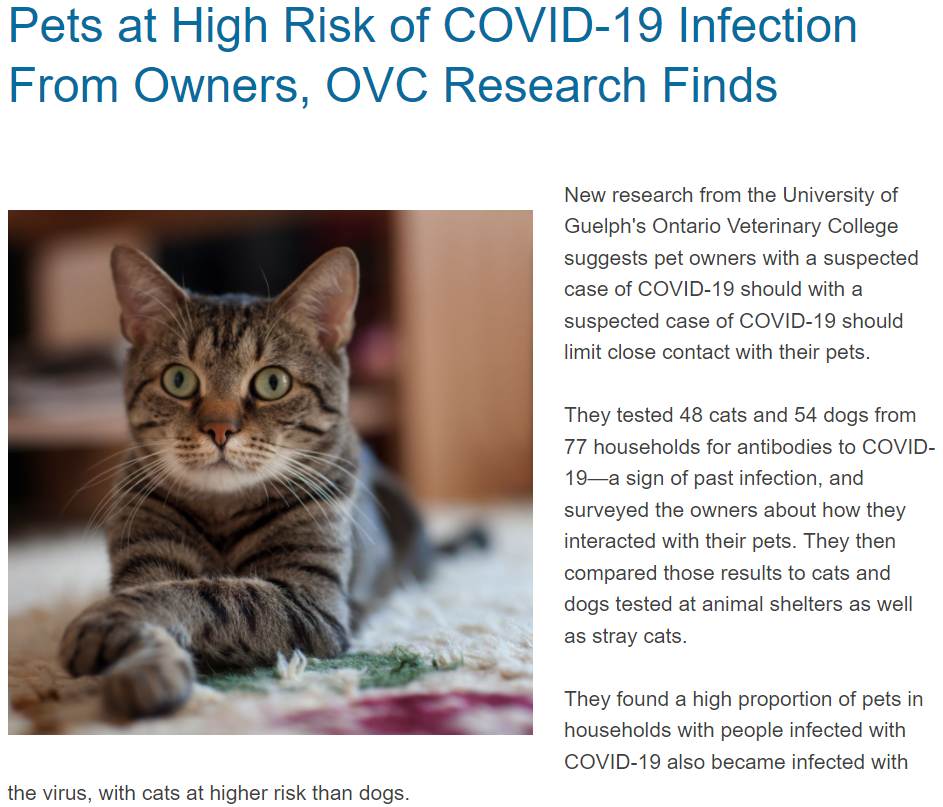 Pets at High Risk of COVID-19 Infection
From Owners, OVC Research Finds
New research from the University of
Guelph's Ontario Veterinary College
suggests pet owners with a suspected
case of COVID-19 should with a
suspected case of COVID-19 should
limit close contact with their pets.
They tested 48 cats and 54 dogs from
77 households for antibodies to COVID-
19—a sign of past infection, and
surveyed the owners about how they
interacted with their pets. They then
compared those results to cats and
dogs tested at animal shelters as well
as stray cats.
They found a high proportion of pets in
households with people infected with
COVID-19 also became infected with
the virus, with cats at higher risk than dogs.